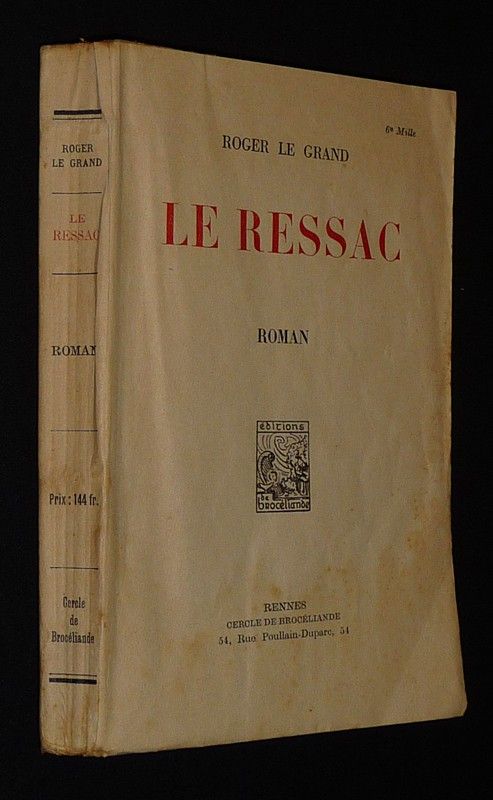 ROGER
LE GRAND
LE
RESSAC
ROMAN
Prix : 144 fr.
Cercle
de
Brocéliande
6e Mille
ROGER LE GRAND
LE RESSAC
ROMAN
éditions
de
brocéliande
RENNES
CERCLE DE BROCÉLIANDE
54, Rue Poullain-Duparc, 54